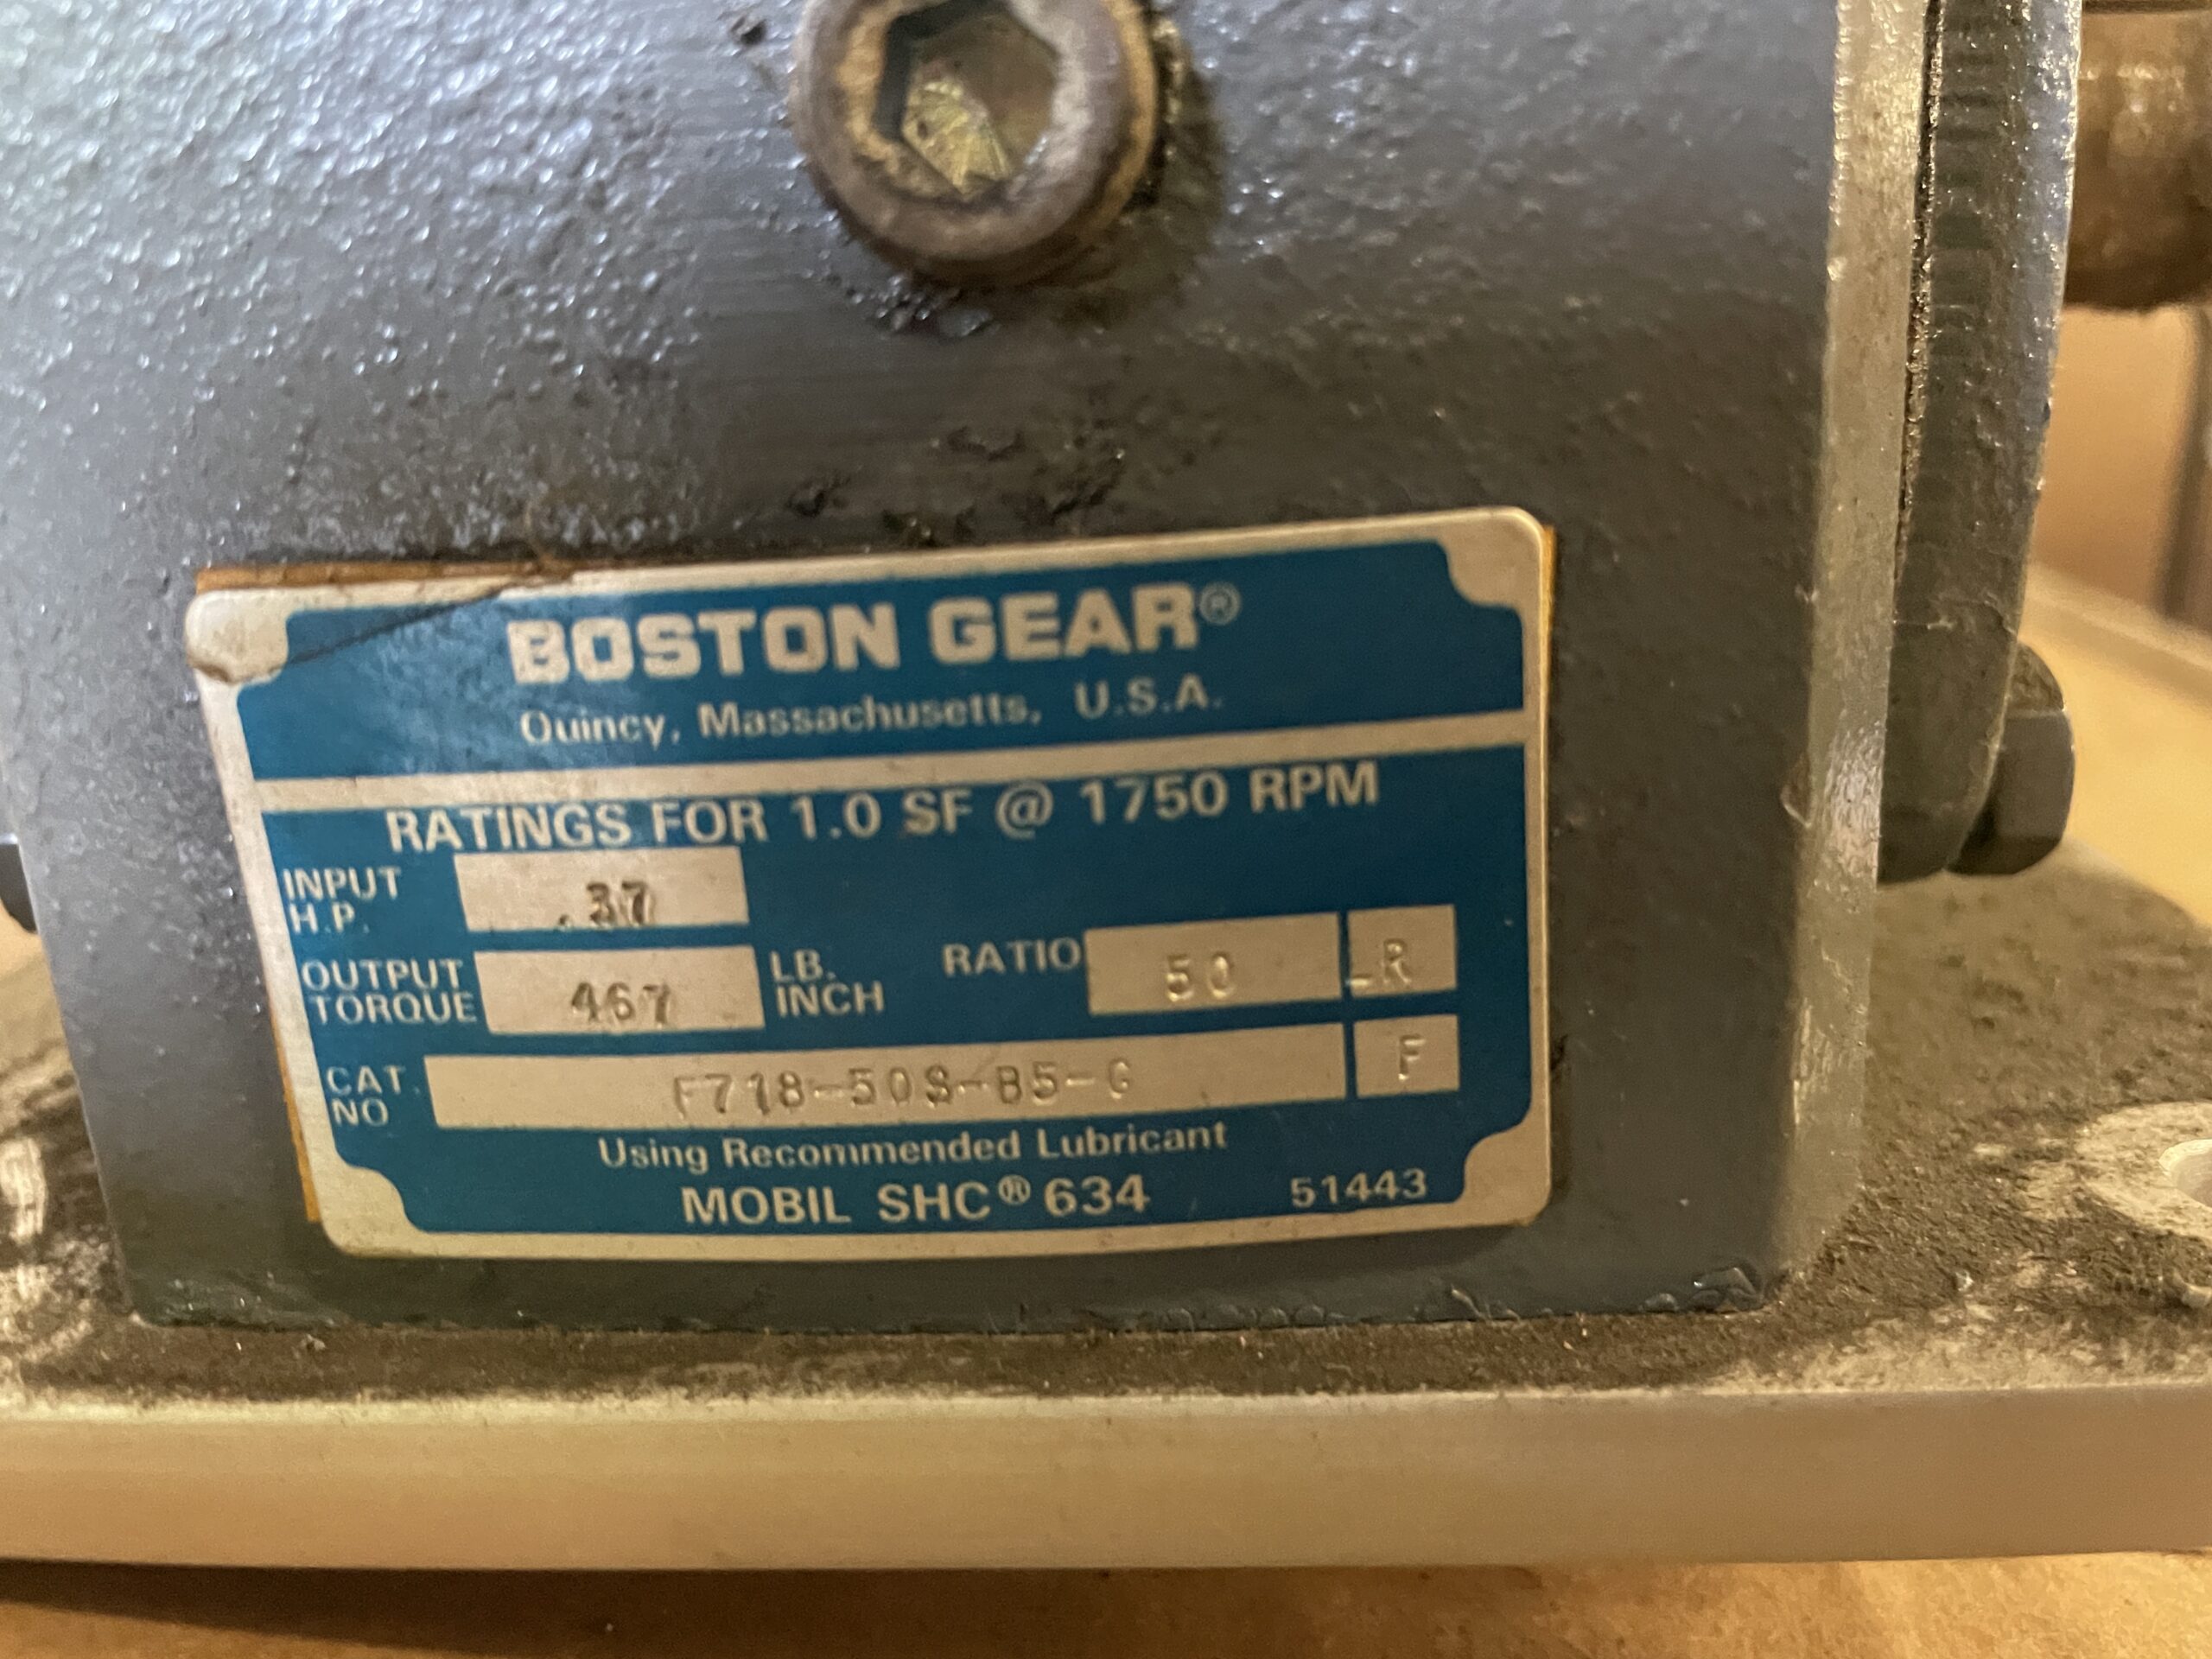 BOSTON GEAR®
Quincy, Massachusetts, U.S.A.
RATINGS FOR 1.0 SF @ 1750 RPM
INPUT H.P. .37
OUTPUT TORQUE 467 LB. INCH RATIO 50 R
CAT. NO F718-50S-B5-G F
Using Recommended Lubricant
MOBIL SHC® 634 51443